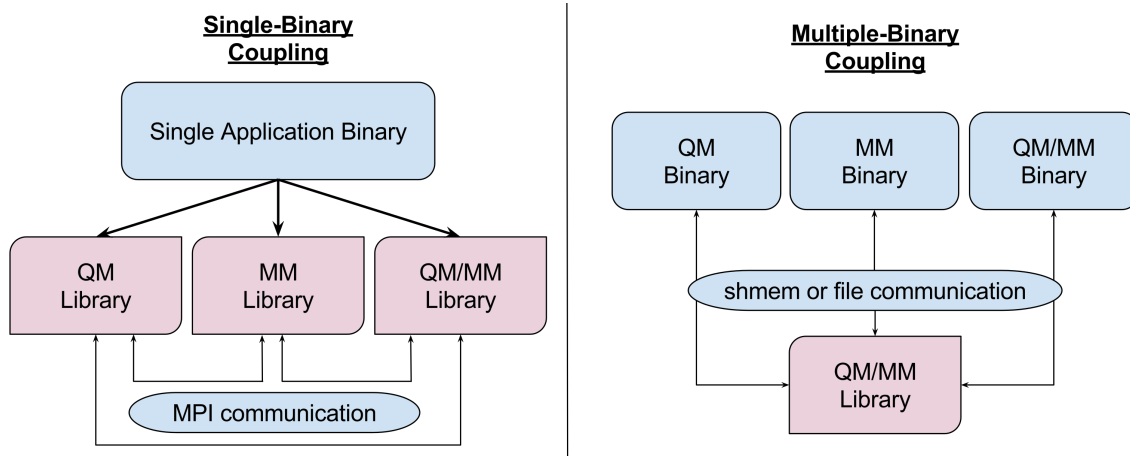 Single-Binary
Coupling
Single Application Binary
QM
Library
MM
Library
QM/MM
Library
MPI communication
Multiple-Binary
Coupling
QM
Binary
MM
Binary
QM/MM
Binary
shmem or file communication
QM/MM
Library